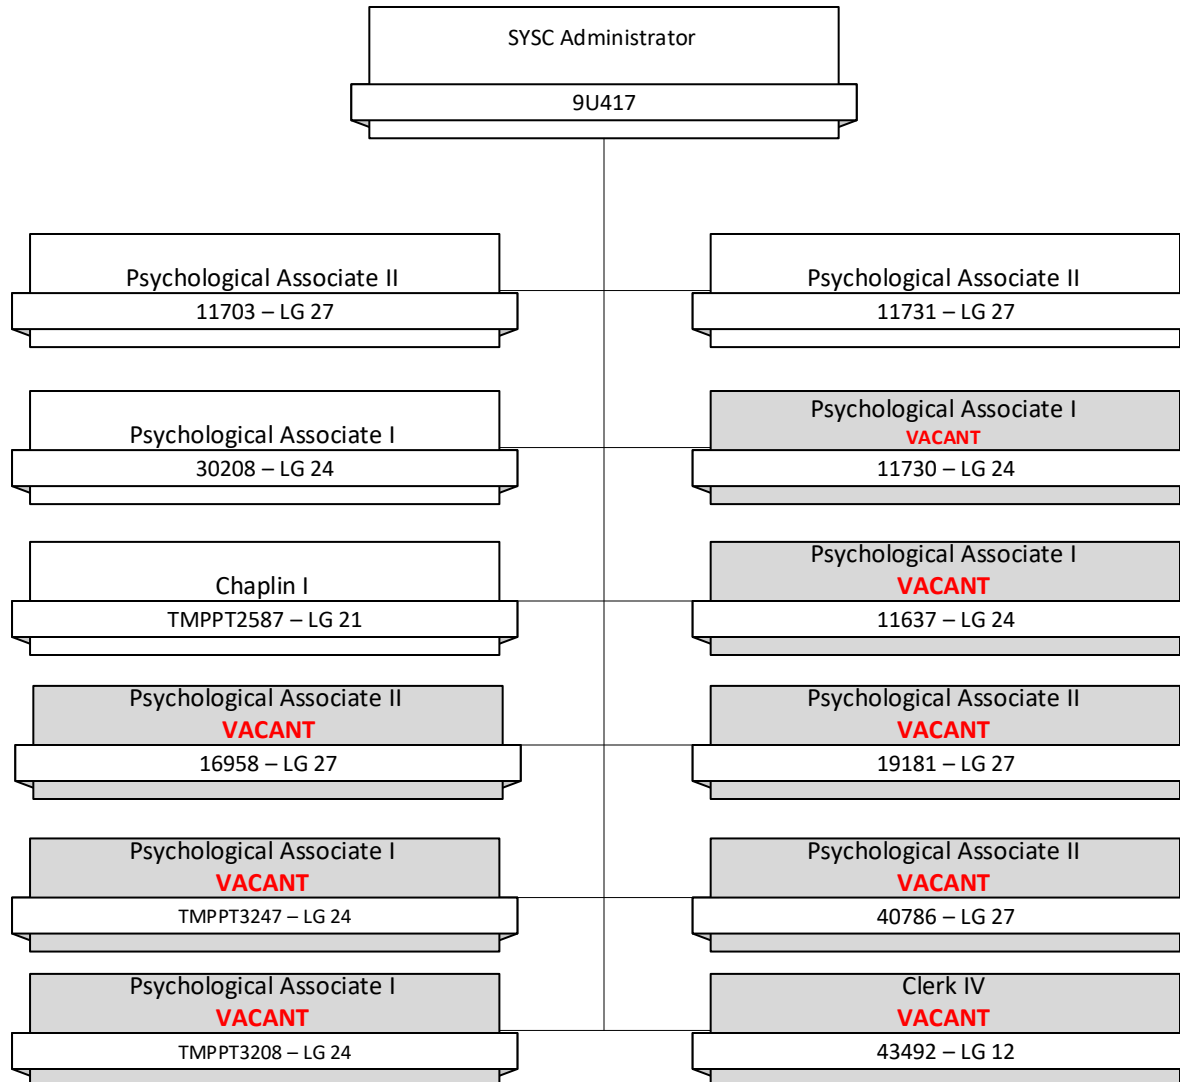 SYSC Administrator
9U417
Psychological Associate II
11703 – LG 27
Psychological Associate II
11731 – LG 27
Psychological Associate I
30208 – LG 24
Psychological Associate I
VACANT
11730 – LG 24
Chaplin I
TMPPT2587 – LG 21
Psychological Associate I
VACANT
11637 – LG 24
Psychological Associate II
VACANT
16958 – LG 27
Psychological Associate II
VACANT
19181 – LG 27
Psychological Associate I
VACANT
TMPPT3247 – LG 24
Psychological Associate II
VACANT
40786 – LG 27
Psychological Associate I
VACANT
TMPPT3208 – LG 24
Clerk IV
VACANT
43492 – LG 12